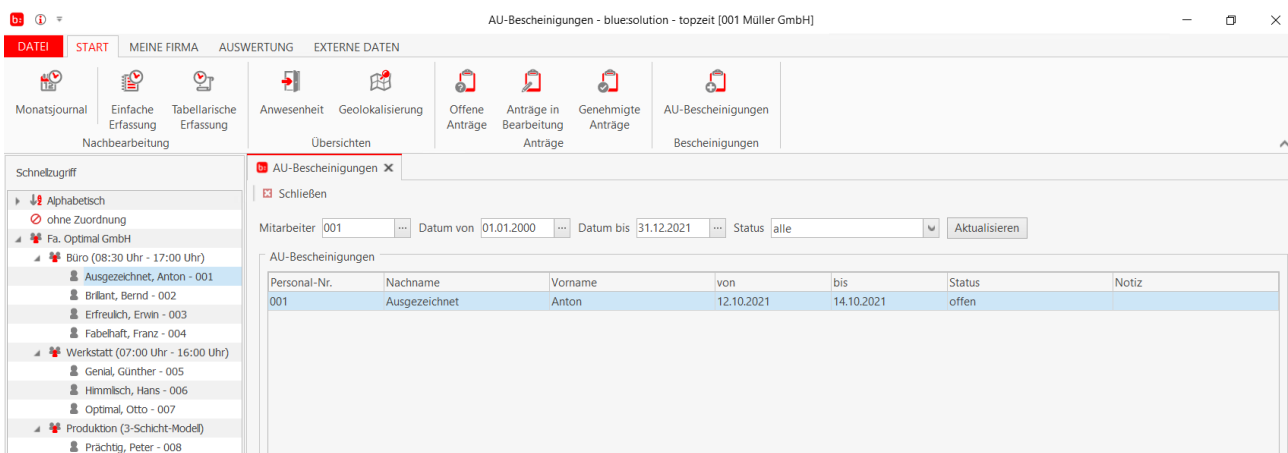 b: AU-Bescheinigungen - blue:solution - topzeit [001 Müller GmbH]
DATEI START MEINE FIRMA AUSWERTUNG EXTERNE DATEN
Monatsjournal Einfache Erfassung Tabellarische Erfassung Anwesenheit Geolokalisierung Offene Anträge Anträge in Bearbeitung Genehmigte Anträge AU-Bescheinigungen
Nachbearbeitung Übersichten Anträge Bescheinigungen
Schnellzugriff
Alphabetisch
ohne Zuordnung
Fa. Optimal GmbH
Büro (08:30 Uhr - 17:00 Uhr)
Ausgezeichnet, Anton - 001
Brillant, Bernd - 002
Erfreulich, Erwin - 003
Fabelhaft, Franz - 004
Werkstatt (07:00 Uhr - 16:00 Uhr)
Genial, Günther - 005
Himmlisch, Hans - 006
Optimal, Otto - 007
Produktion (3-Schicht-Modell)
Prächtig, Peter - 008
b: AU-Bescheinigungen
Schließen
Mitarbeiter 001 ... Datum von 01.01.2000 ... Datum bis 31.12.2021 ... Status alle Aktualisieren
AU-Bescheinigungen
Personal-Nr. Nachname Vorname von bis Status Notiz
001 Ausgezeichnet Anton 12.10.2021 14.10.2021 offen